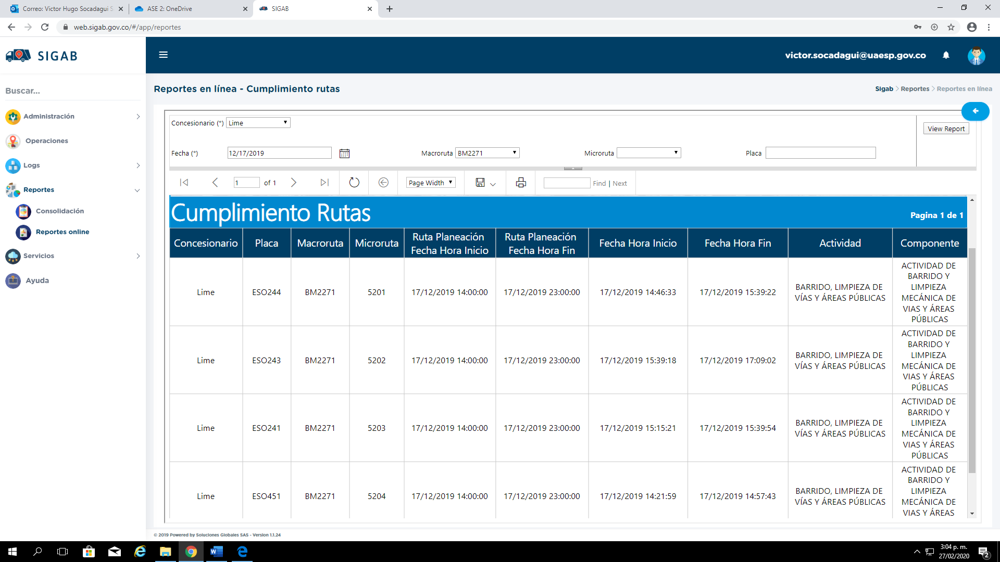 Correo: Victor Hugo Socadagui S
ASE 2: OneDrive
SIGAB
web.sigab.gov.co/#/app/reportes
SIGAB
victor.socadagui@uaesp.gov.co
Buscar...
Administración
Operaciones
Logs
Reportes
Consolidación
Reportes online
Servicios
Ayuda
Reportes en línea - Cumplimiento rutas
Sigab > Reportes > Reportes en línea
Concesionario (*) Lime
View Report
Fecha (*) 12/17/2019 Macroruta BM2271 Microruta Placa
1 of 1 Page Width Find | Next
Cumplimiento Rutas
Pagina 1 de 1
Concesionario Placa Macroruta Microruta Ruta Planeación Fecha Hora Inicio Ruta Planeación Fecha Hora Fin Fecha Hora Inicio Fecha Hora Fin Actividad Componente
Lime ESO244 BM2271 5201 17/12/2019 14:00:00 17/12/2019 23:00:00 17/12/2019 14:46:33 17/12/2019 15:39:22 BARRIDO, LIMPIEZA DE VÍAS Y ÁREAS PÚBLICAS ACTIVIDAD DE BARRIDO Y LIMPIEZA MECÁNICA DE VIAS Y ÁREAS PÚBLICAS
Lime ESO243 BM2271 5202 17/12/2019 14:00:00 17/12/2019 23:00:00 17/12/2019 15:39:18 17/12/2019 17:09:02 BARRIDO, LIMPIEZA DE VÍAS Y ÁREAS PÚBLICAS ACTIVIDAD DE BARRIDO Y LIMPIEZA MECÁNICA DE VIAS Y ÁREAS PÚBLICAS
Lime ESO241 BM2271 5203 17/12/2019 14:00:00 17/12/2019 23:00:00 17/12/2019 15:15:21 17/12/2019 15:39:54 BARRIDO, LIMPIEZA DE VÍAS Y ÁREAS PÚBLICAS ACTIVIDAD DE BARRIDO Y LIMPIEZA MECÁNICA DE VIAS Y ÁREAS PÚBLICAS
Lime ESO451 BM2271 5204 17/12/2019 14:00:00 17/12/2019 23:00:00 17/12/2019 14:21:59 17/12/2019 14:57:43 BARRIDO, LIMPIEZA DE VÍAS Y ÁREAS PÚBLICAS ACTIVIDAD DE BARRIDO Y LIMPIEZA MECÁNICA DE VIAS Y ÁREAS
© 2019 Powered by Soluciones Globales SAS - Version 1.1.24
3:04 p. m.
27/02/2020
2